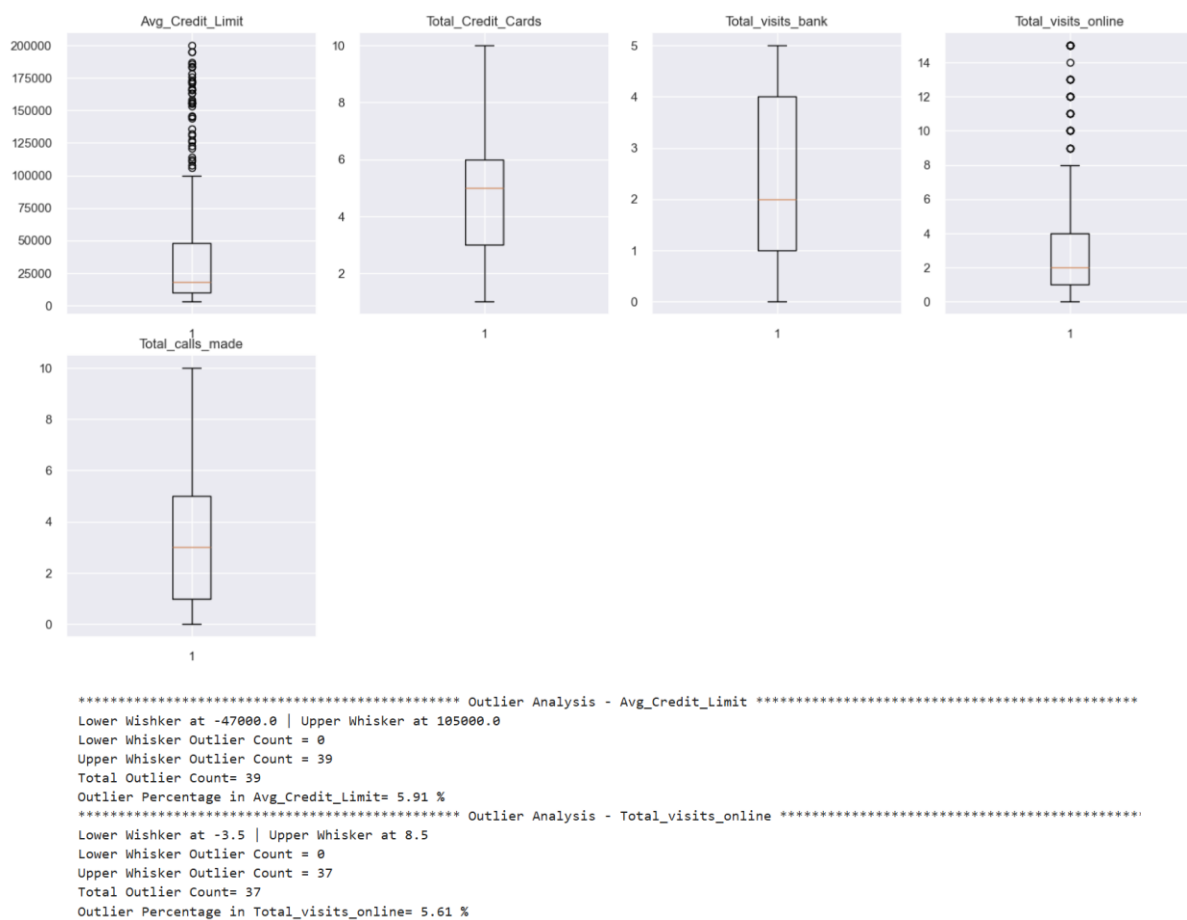 Avg_Credit_Limit Total_Credit_Cards Total_visits_bank Total_visits_online
200000 10 5 14
175000 8 4 12
150000 6 3 10
125000 4 2 8
100000 2 1 6
75000 0 4
50000 2
25000 0
0
1 1 1 1
Total_calls_made
10
8
6
4
2
0
1
************************************************ Outlier Analysis - Avg_Credit_Limit ************************************************
Lower Wishker at -47000.0 | Upper Whisker at 105000.0
Lower Whisker Outlier Count = 0
Upper Whisker Outlier Count = 39
Total Outlier Count= 39
Outlier Percentage in Avg_Credit_Limit= 5.91 %
************************************************ Outlier Analysis - Total_visits_online **********************************************
Lower Wishker at -3.5 | Upper Whisker at 8.5
Lower Whisker Outlier Count = 0
Upper Whisker Outlier Count = 37
Total Outlier Count= 37
Outlier Percentage in Total_visits_online= 5.61 %